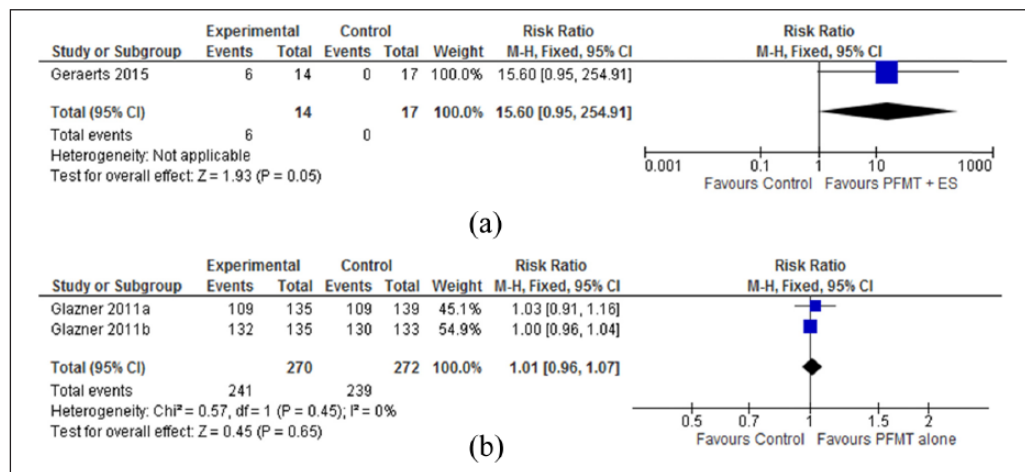 Experimental Control Risk Ratio Risk Ratio
Study or Subgroup Events Total Events Total Weight M-H, Fixed, 95% CI M-H, Fixed, 95% CI
Geraerts 2015 6 14 0 17 100.0% 15.60 [0.95, 254.91]
Total (95% CI) 14 17 100.0% 15.60 [0.95, 254.91]
Total events 6 0
Heterogeneity: Not applicable
Test for overall effect: Z = 1.93 (P = 0.05)
0.001 0.1 1 10 1000
Favours Control Favours PFMT + ES
(a)
Experimental Control Risk Ratio Risk Ratio
Study or Subgroup Events Total Events Total Weight M-H, Fixed, 95% CI M-H, Fixed, 95% CI
Glazner 2011a 109 135 109 139 45.1% 1.03 [0.91, 1.16]
Glazner 2011b 132 135 130 133 54.9% 1.00 [0.96, 1.04]
Total (95% CI) 270 272 100.0% 1.01 [0.96, 1.07]
Total events 241 239
Heterogeneity: Chi² = 0.57, df = 1 (P = 0.45); I² = 0%
Test for overall effect: Z = 0.45 (P = 0.65)
0.5 0.7 1 1.5 2
Favours Control Favours PFMT alone
(b)